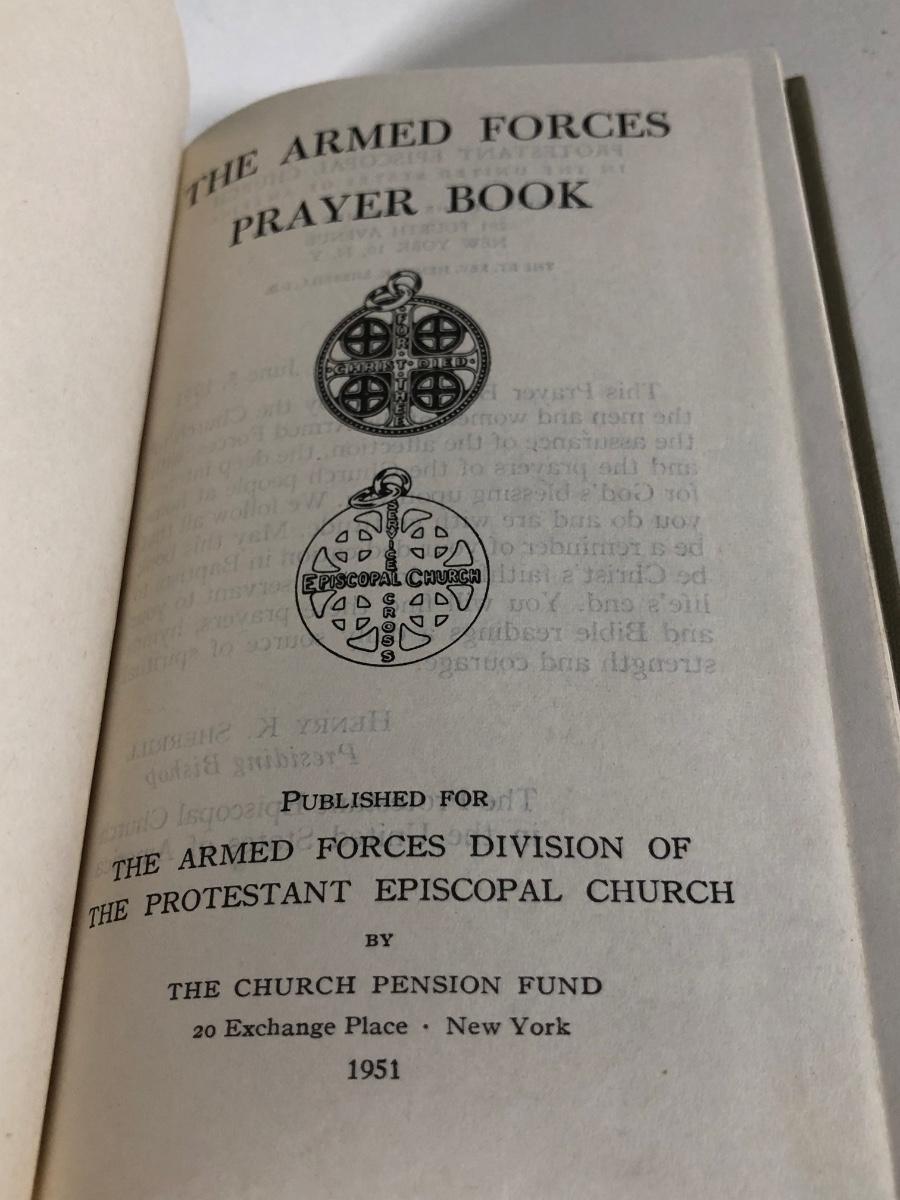 THE ARMED FORCES
PRAYER BOOK
CHRIST DIED
FOR THEE
SERVICE CROSS
EPISCOPAL CHURCH
PUBLISHED FOR
THE ARMED FORCES DIVISION OF
THE PROTESTANT EPISCOPAL CHURCH
BY
THE CHURCH PENSION FUND
20 Exchange Place · New York
1951